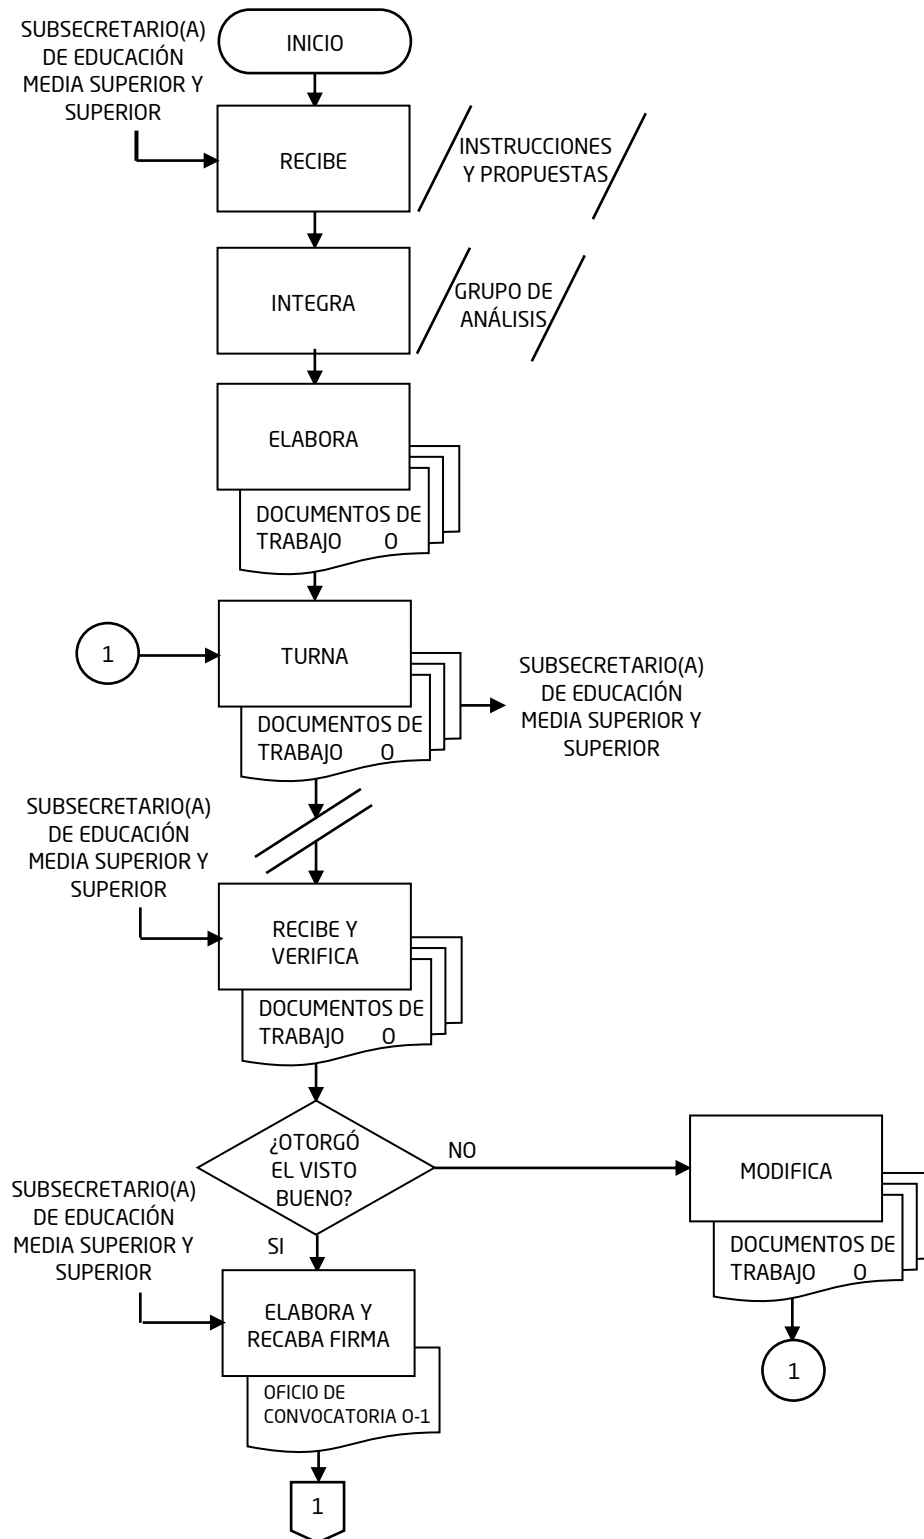 SUBSECRETARIO(A)
DE EDUCACIÓN
MEDIA SUPERIOR Y
SUPERIOR
INICIO
RECIBE
INSTRUCCIONES
Y PROPUESTAS
INTEGRA
GRUPO DE
ANÁLISIS
ELABORA
DOCUMENTOS DE
TRABAJO O
1
TURNA
DOCUMENTOS DE
TRABAJO O
SUBSECRETARIO(A)
DE EDUCACIÓN
MEDIA SUPERIOR Y
SUPERIOR
SUBSECRETARIO(A)
DE EDUCACIÓN
MEDIA SUPERIOR Y
SUPERIOR
RECIBE Y
VERIFICA
DOCUMENTOS DE
TRABAJO O
¿OTORGÓ
EL VISTO
BUENO?
NO
MODIFICA
DOCUMENTOS DE
TRABAJO O
1
SI
SUBSECRETARIO(A)
DE EDUCACIÓN
MEDIA SUPERIOR Y
SUPERIOR
ELABORA Y
RECABA FIRMA
OFICIO DE
CONVOCATORIA O-1
1